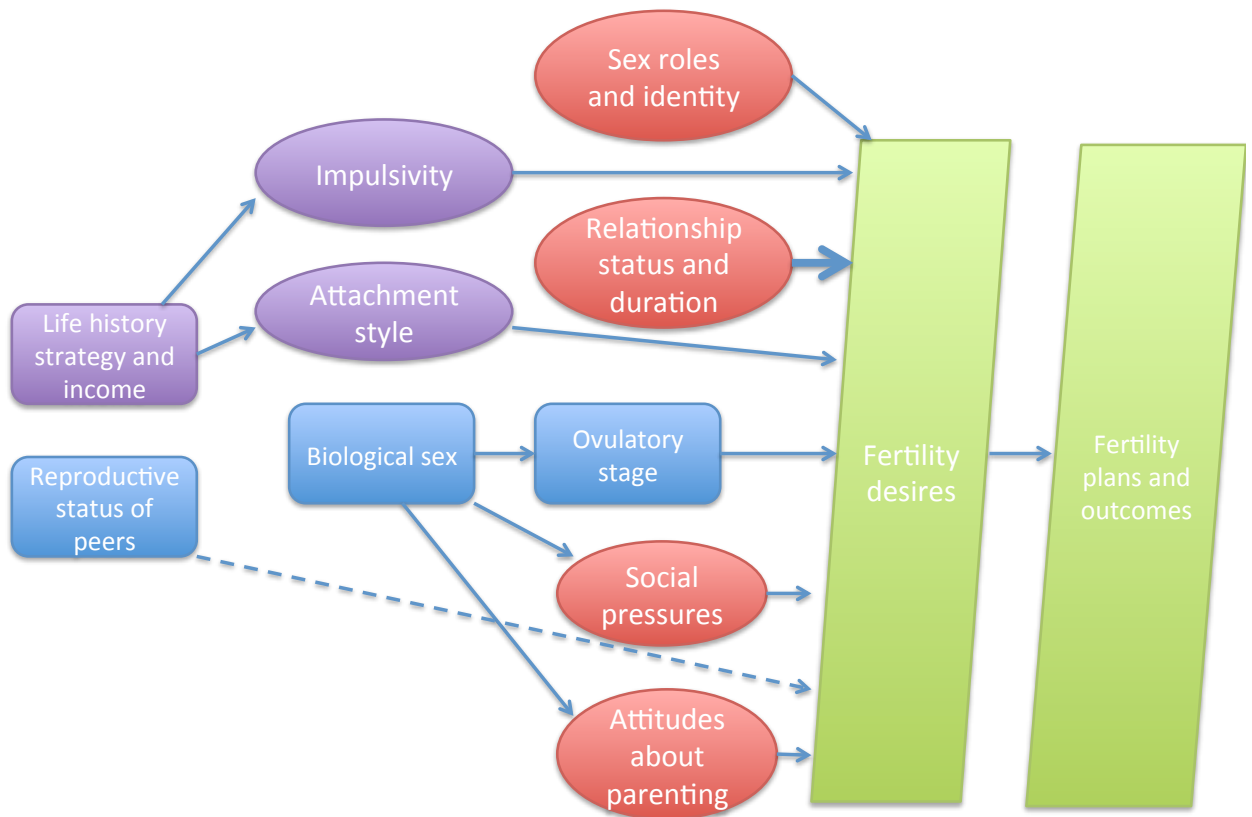 Sex roles
and identity
Impulsivity
Relationship
status and
duration
Attachment
style
Life history
strategy and
income
Biological sex
Ovulatory
stage
Reproductive
status of
peers
Fertility
desires
Fertility
plans and
outcomes
Social
pressures
Attitudes
about
parenting